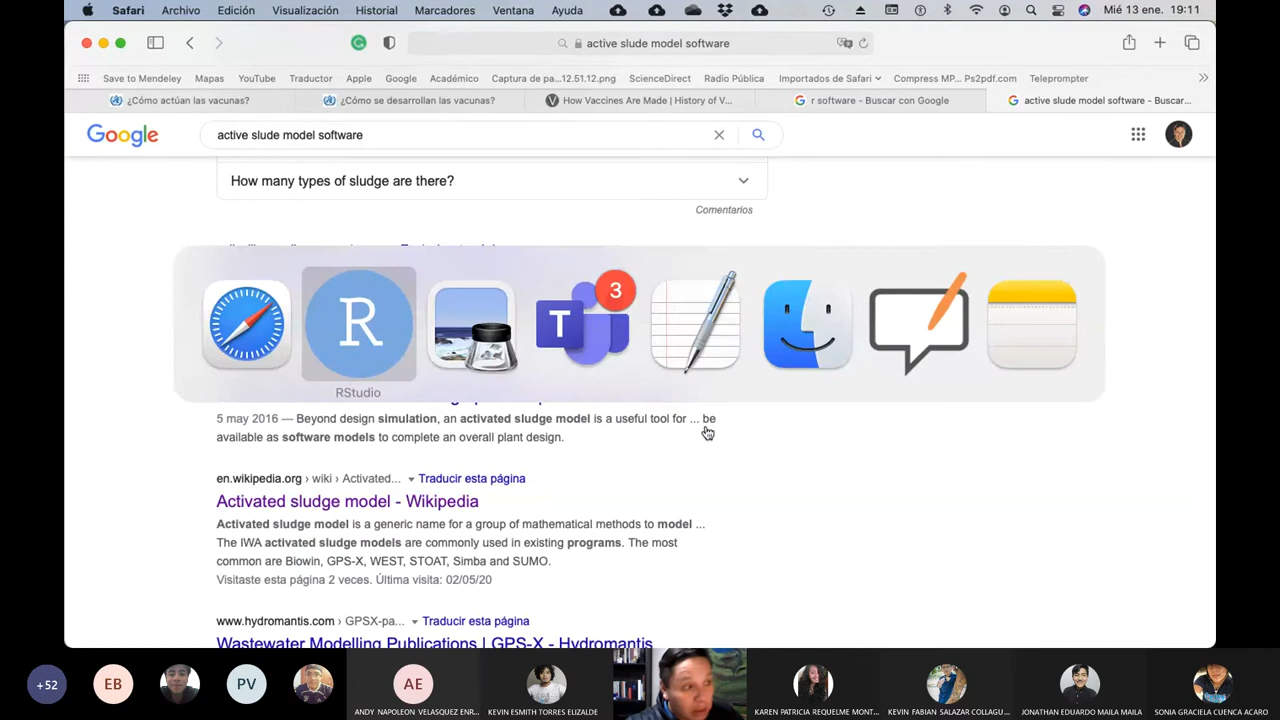 Safari Archivo Edición Visualización Historial Marcadores Ventana Ayuda Mié 13 ene. 19:11
active slude model software
Save to Mendeley Mapas YouTube Traductor Apple Google Académico Captura de pa...12.51.12.png ScienceDirect Radio Pública Importados de Safari Compress MP... Ps2pdf.com Teleprompter
¿Cómo actúan las vacunas? ¿Cómo se desarrollan las vacunas? How Vaccines Are Made | History of V... r software - Buscar con Google active slude model software - Buscar...
Google active slude model software
How many types of sludge are there?
Comentarios
3
R
T
RStudio
5 may 2016 — Beyond design simulation, an activated sludge model is a useful tool for ... be
available as software models to complete an overall plant design.
en.wikipedia.org › wiki › Activated... Traducir esta página
Activated sludge model - Wikipedia
Activated sludge model is a generic name for a group of mathematical methods to model ...
The IWA activated sludge models are commonly used in existing programs. The most
common are Biowin, GPS-X, WEST, STOAT, Simba and SUMO.
Visitaste esta página 2 veces. Última visita: 02/05/20
www.hydromantis.com › GPSX-pa... Traducir esta página
Wastewater Modelling Publications | GPS-X - Hydromantis
+52 EB PV AE
ANDY NAPOLEON VELASQUEZ ENR... KEVIN ESMITH TORRES ELIZALDE KAREN PATRICIA REQUELME MONT... KEVIN FABIAN SALAZAR COLLAGU... JONATHAN EDUARDO MAILA MAILA SONIA GRACIELA CUENCA ACARO